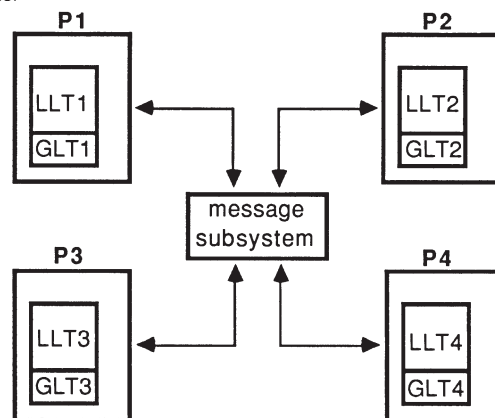 P1
P2
LLT1
GLT1
LLT2
GLT2
message
subsystem
P3
P4
LLT3
GLT3
LLT4
GLT4